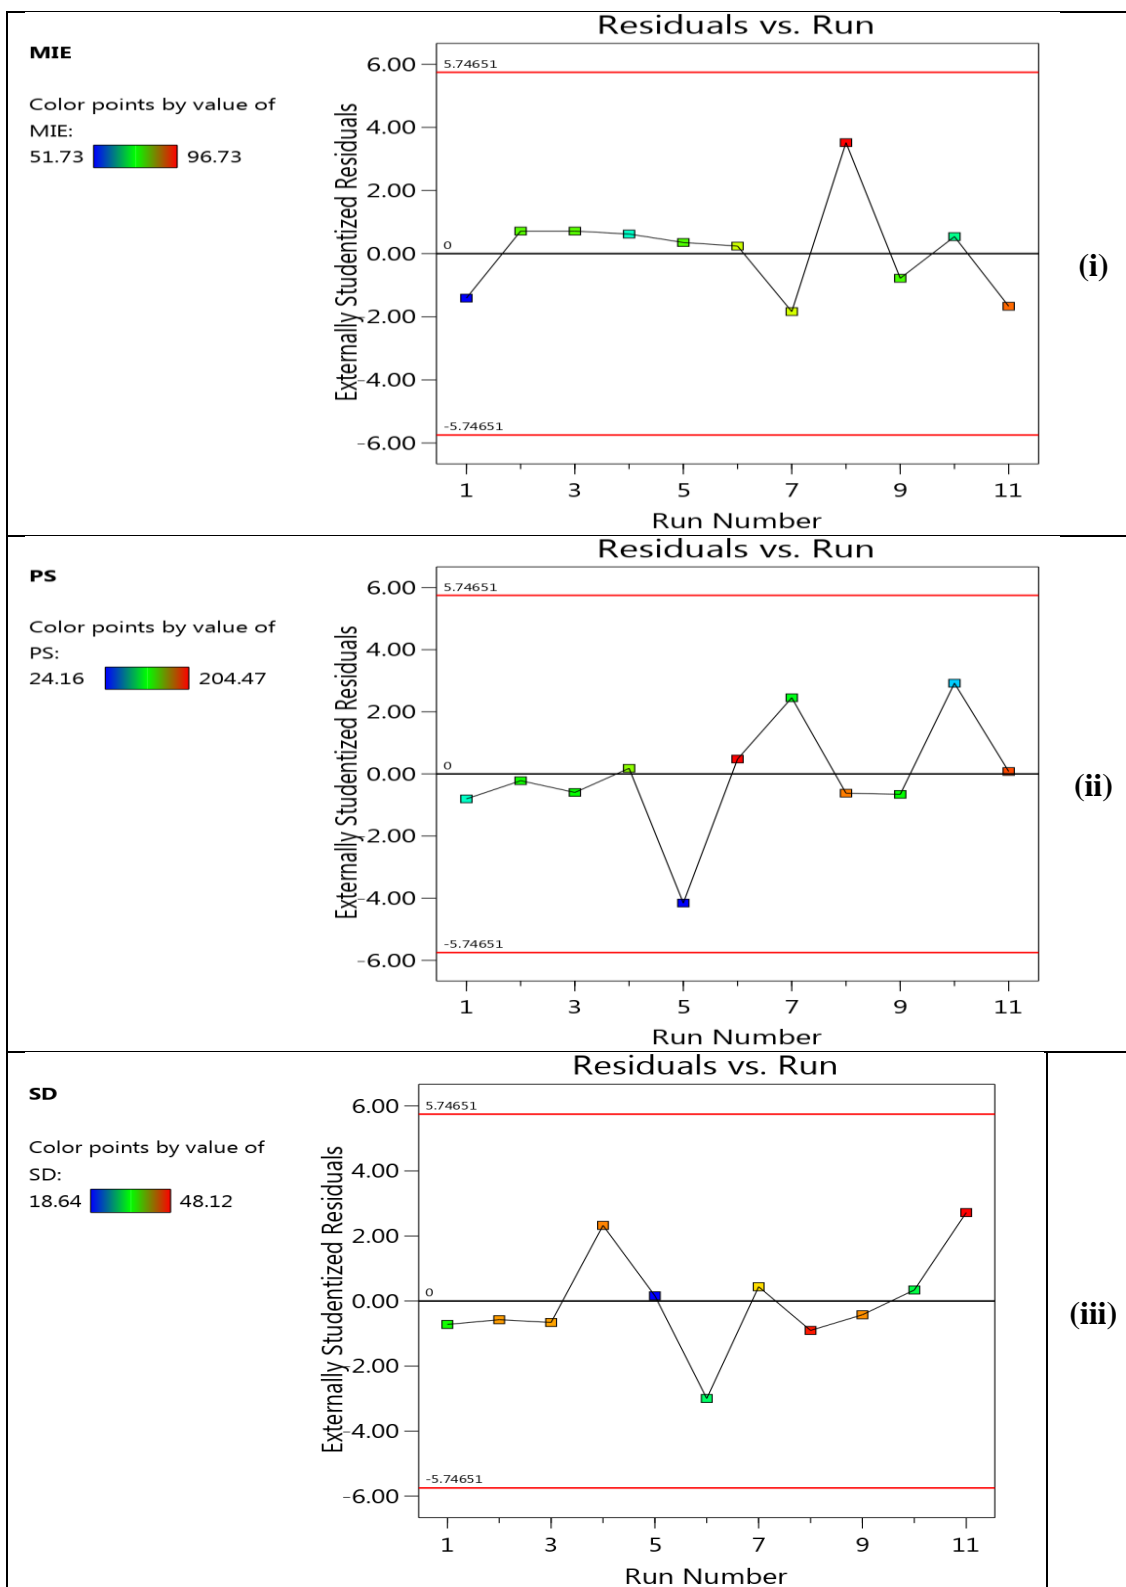 Residuals vs. Run
MIE
Color points by value of
MIE:
51.73 96.73
Externally Studentized Residuals
6.00
4.00
2.00
0.00
-2.00
-4.00
-6.00
5.74651
0
-5.74651
1 3 5 7 9 11
Run Number
(i)
Residuals vs. Run
PS
Color points by value of
PS:
24.16 204.47
Externally Studentized Residuals
6.00
4.00
2.00
0.00
-2.00
-4.00
-6.00
5.74651
0
-5.74651
1 3 5 7 9 11
Run Number
(ii)
Residuals vs. Run
SD
Color points by value of
SD:
18.64 48.12
Externally Studentized Residuals
6.00
4.00
2.00
0.00
-2.00
-4.00
-6.00
5.74651
0
-5.74651
1 3 5 7 9 11
Run Number
(iii)